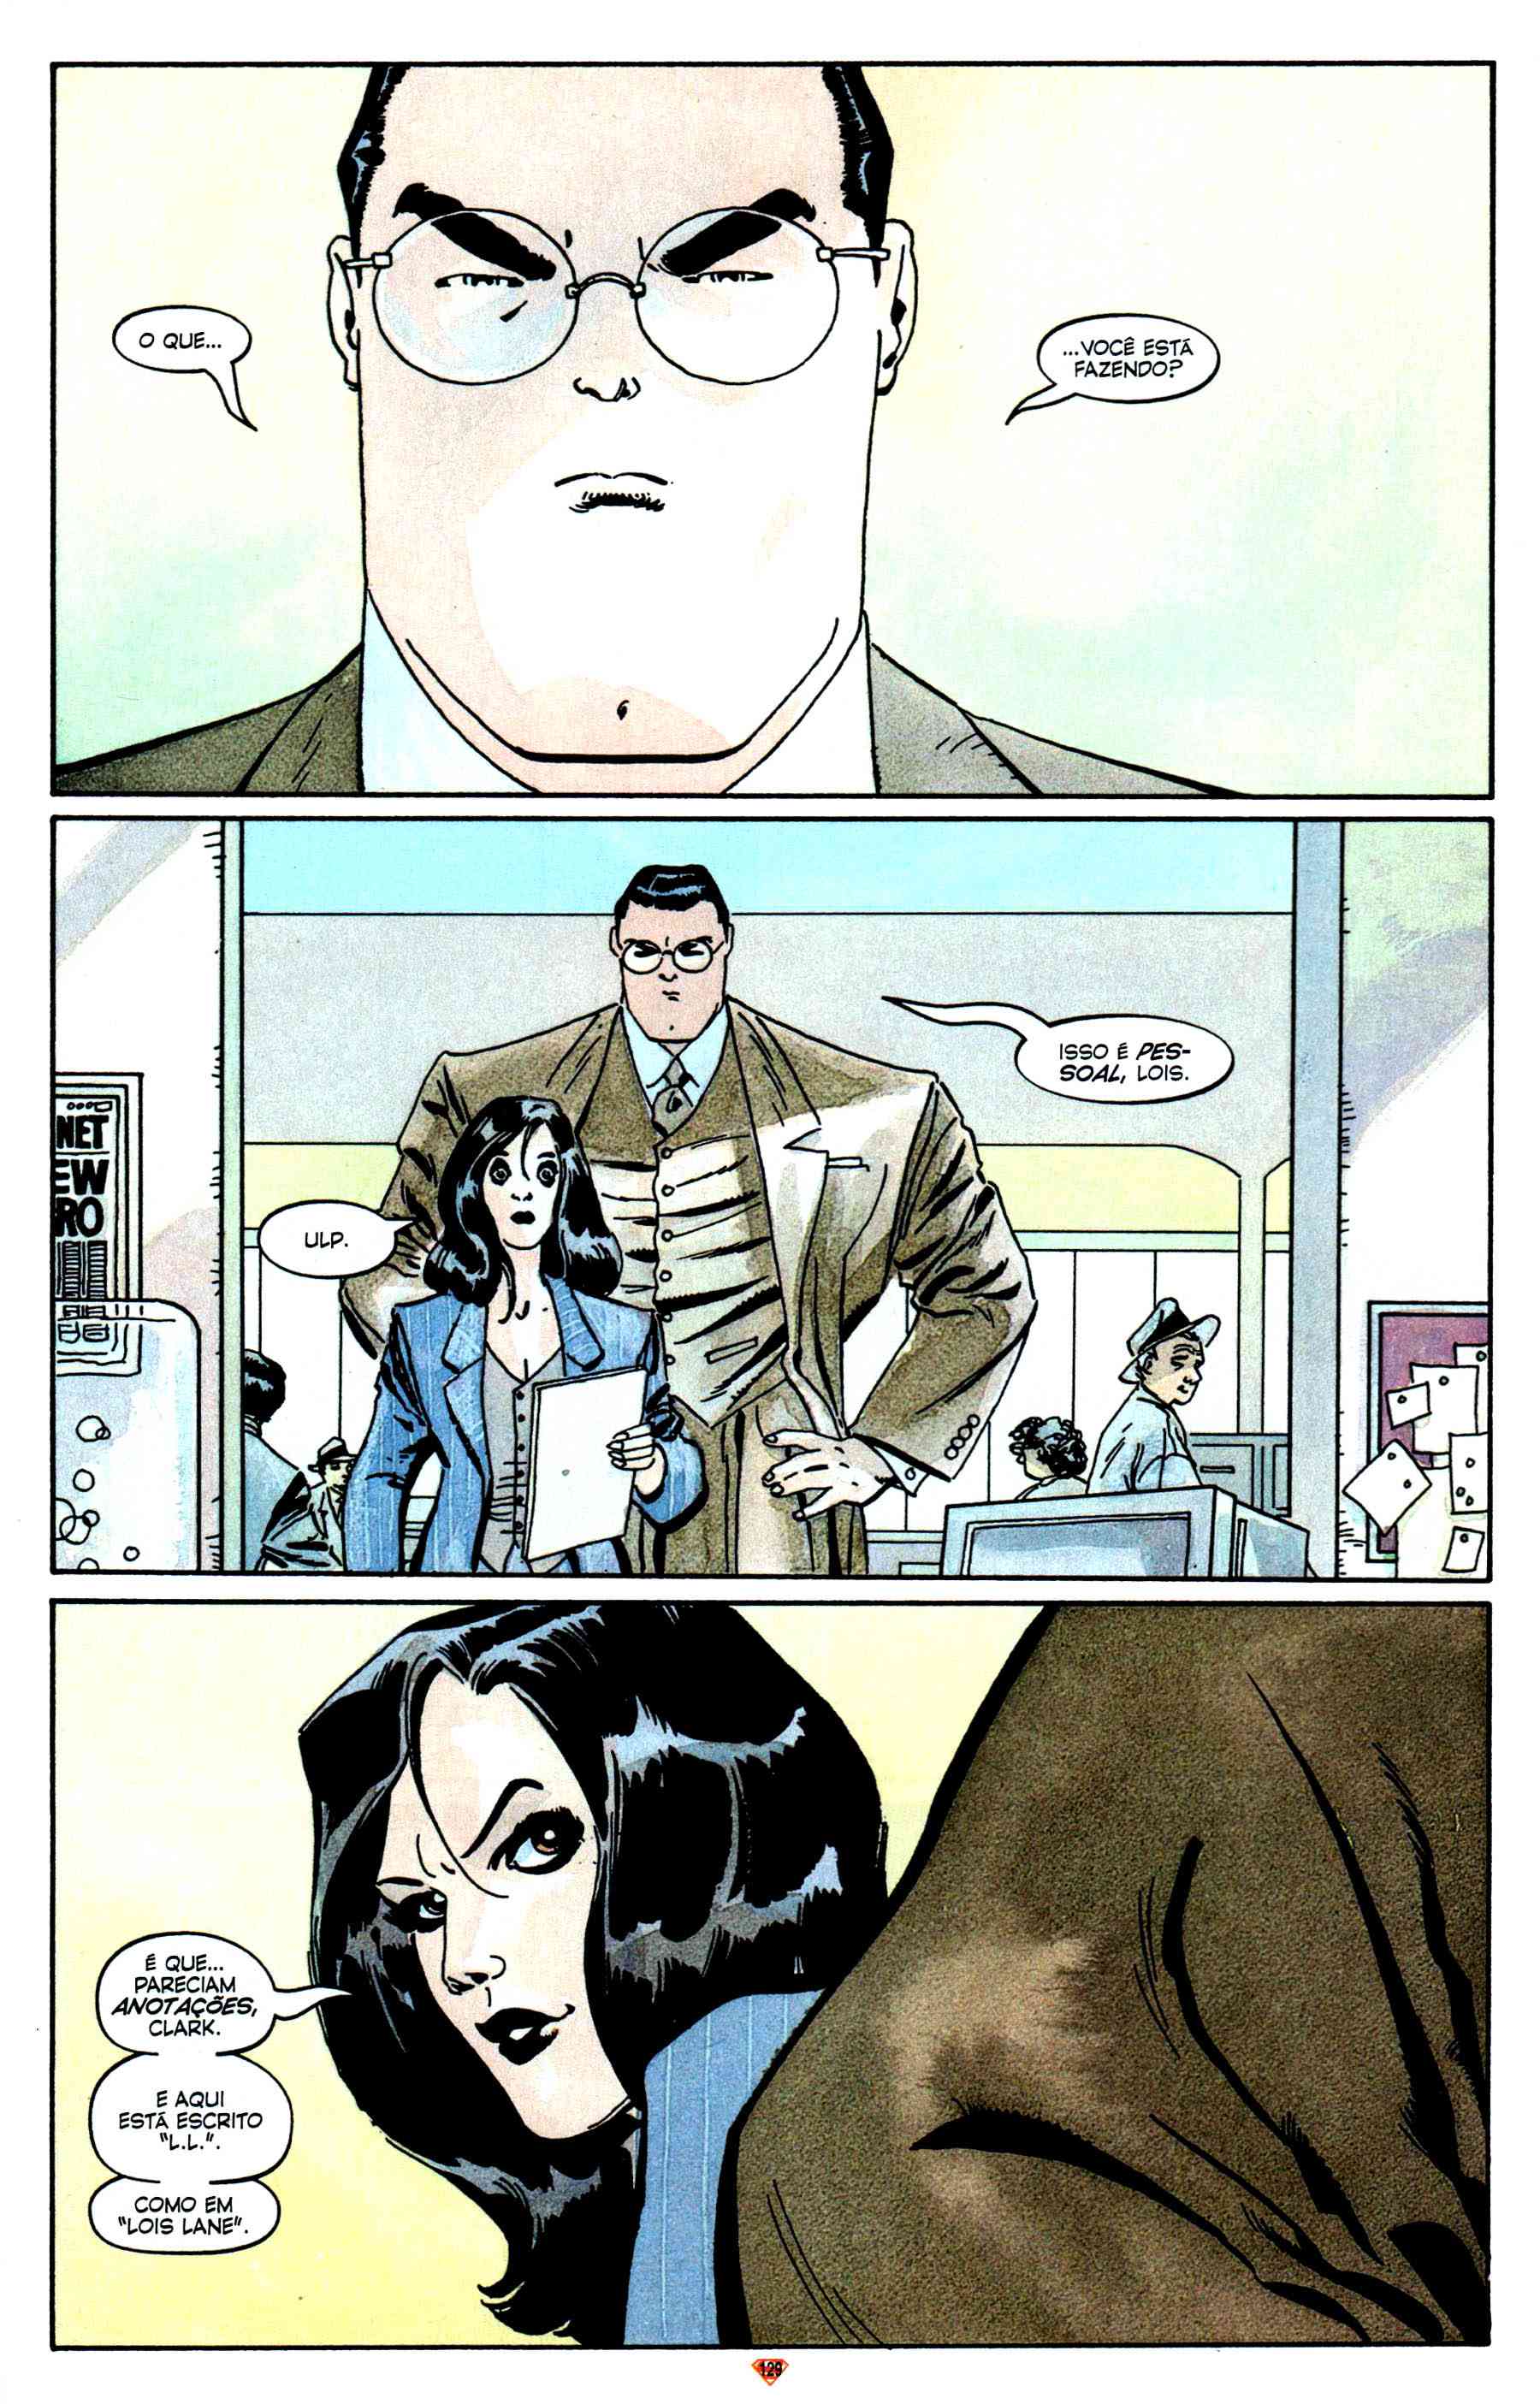 O QUE...
...VOCÊ ESTÁ
FAZENDO?
ISSO É PES-
SOAL, LOIS.
NET
EW
RO
ULP.
É QUE...
PARECIAM
ANOTAÇÕES,
CLARK.
E AQUI
ESTÁ ESCRITO
"L.L.".
COMO EM
"LOIS LANE".
129